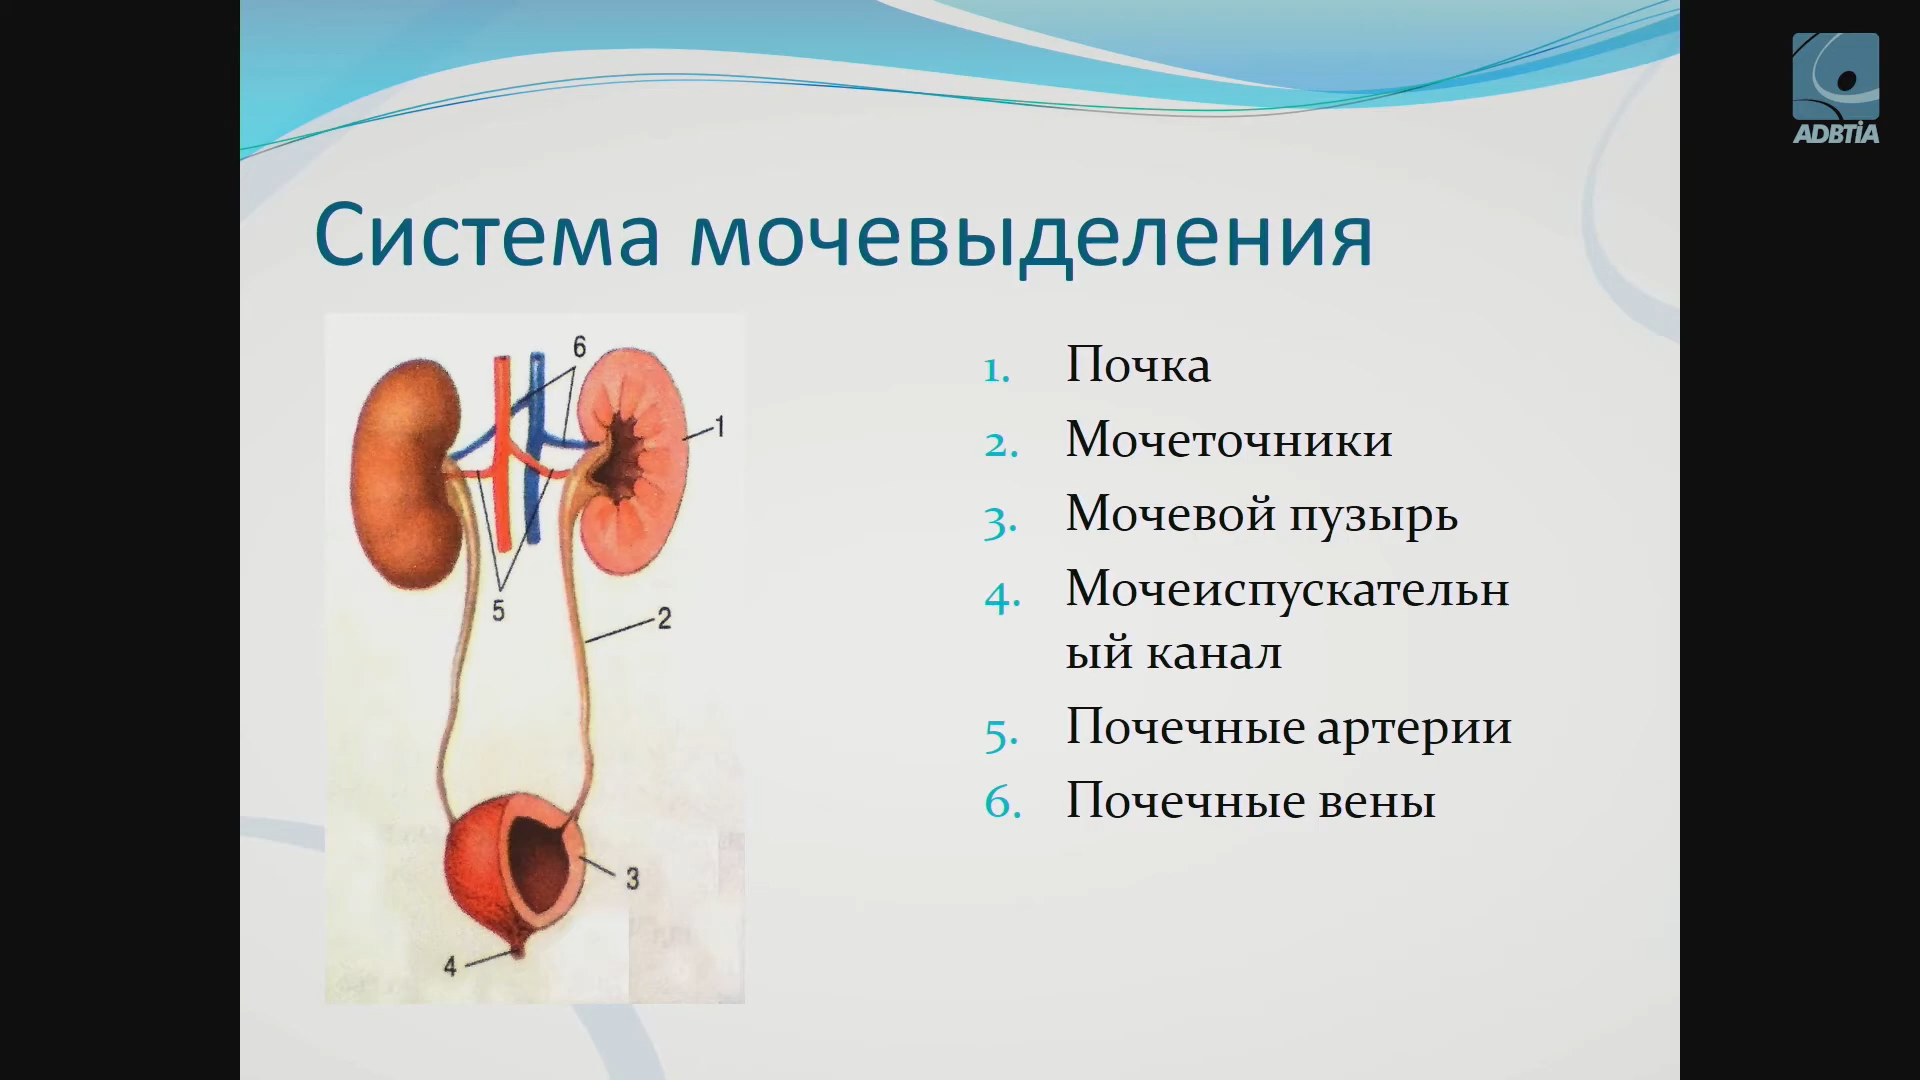 ADBTİA
Система мочевыделения
6
1
5
2
3
4
1. Почка
2. Мочеточники
3. Мочевой пузырь
4. Мочеиспускательн
ый канал
5. Почечные артерии
6. Почечные вены